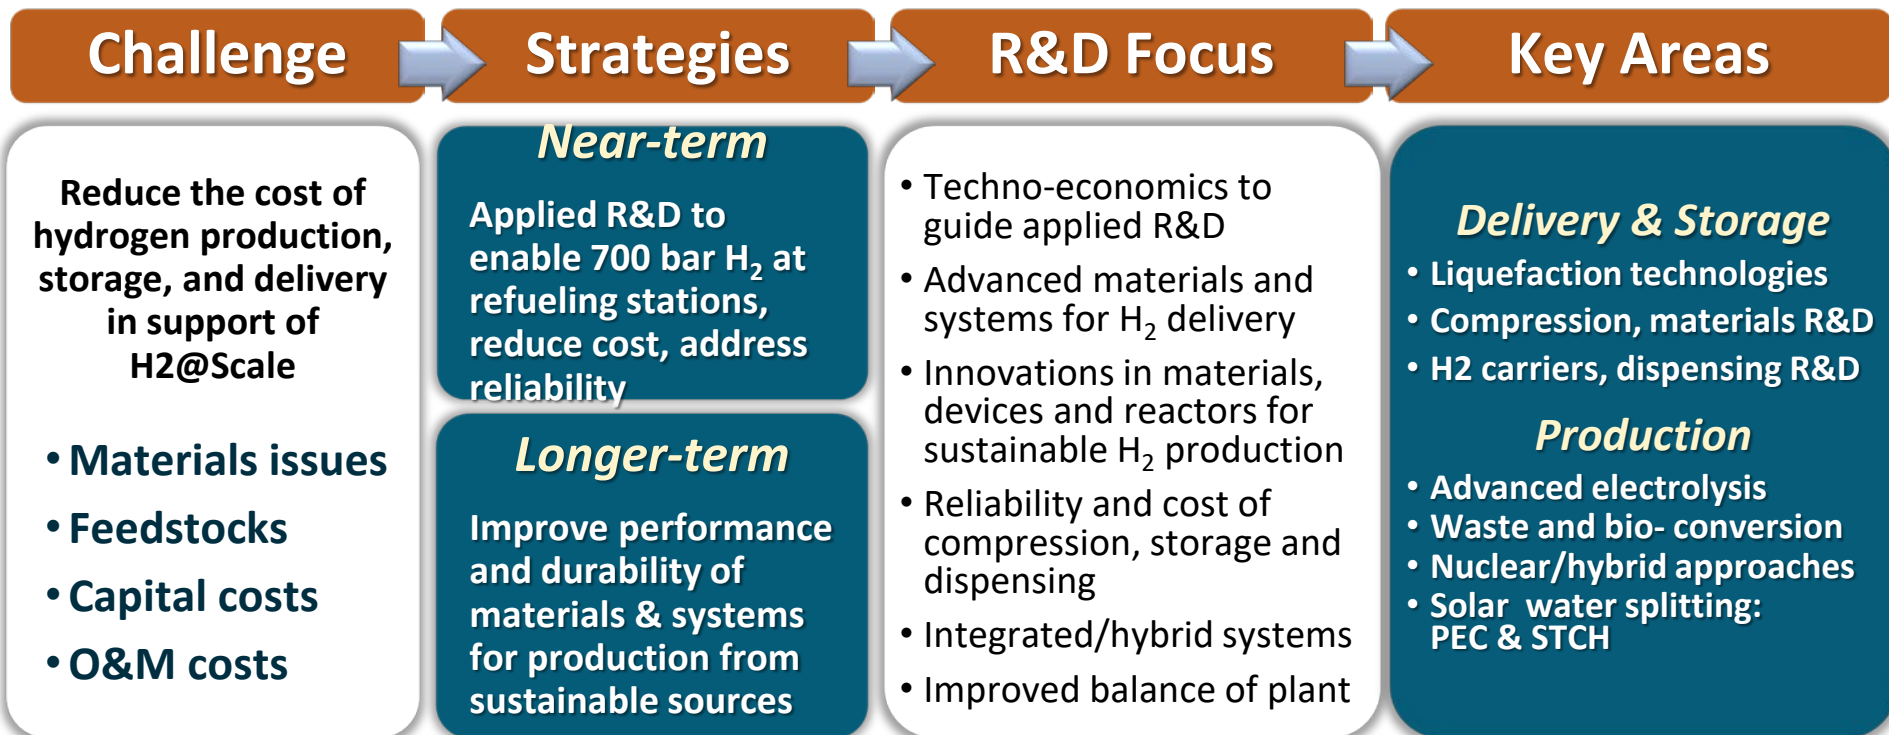 Challenge
Strategies
R&D Focus
Key Areas
Reduce the cost of
hydrogen production,
storage, and delivery
in support of
H2@Scale
• Materials issues
• Feedstocks
• Capital costs
• O&M costs
Near-term
Applied R&D to
enable 700 bar H₂ at
refueling stations,
reduce cost, address
reliability
Longer-term
Improve performance
and durability of
materials & systems
for production from
sustainable sources
• Techno-economics to
guide applied R&D
• Advanced materials and
systems for H₂ delivery
• Innovations in materials,
devices and reactors for
sustainable H₂ production
• Reliability and cost of
compression, storage and
dispensing
• Integrated/hybrid systems
• Improved balance of plant
Delivery & Storage
• Liquefaction technologies
• Compression, materials R&D
• H2 carriers, dispensing R&D
Production
• Advanced electrolysis
• Waste and bio- conversion
• Nuclear/hybrid approaches
• Solar water splitting:
PEC & STCH